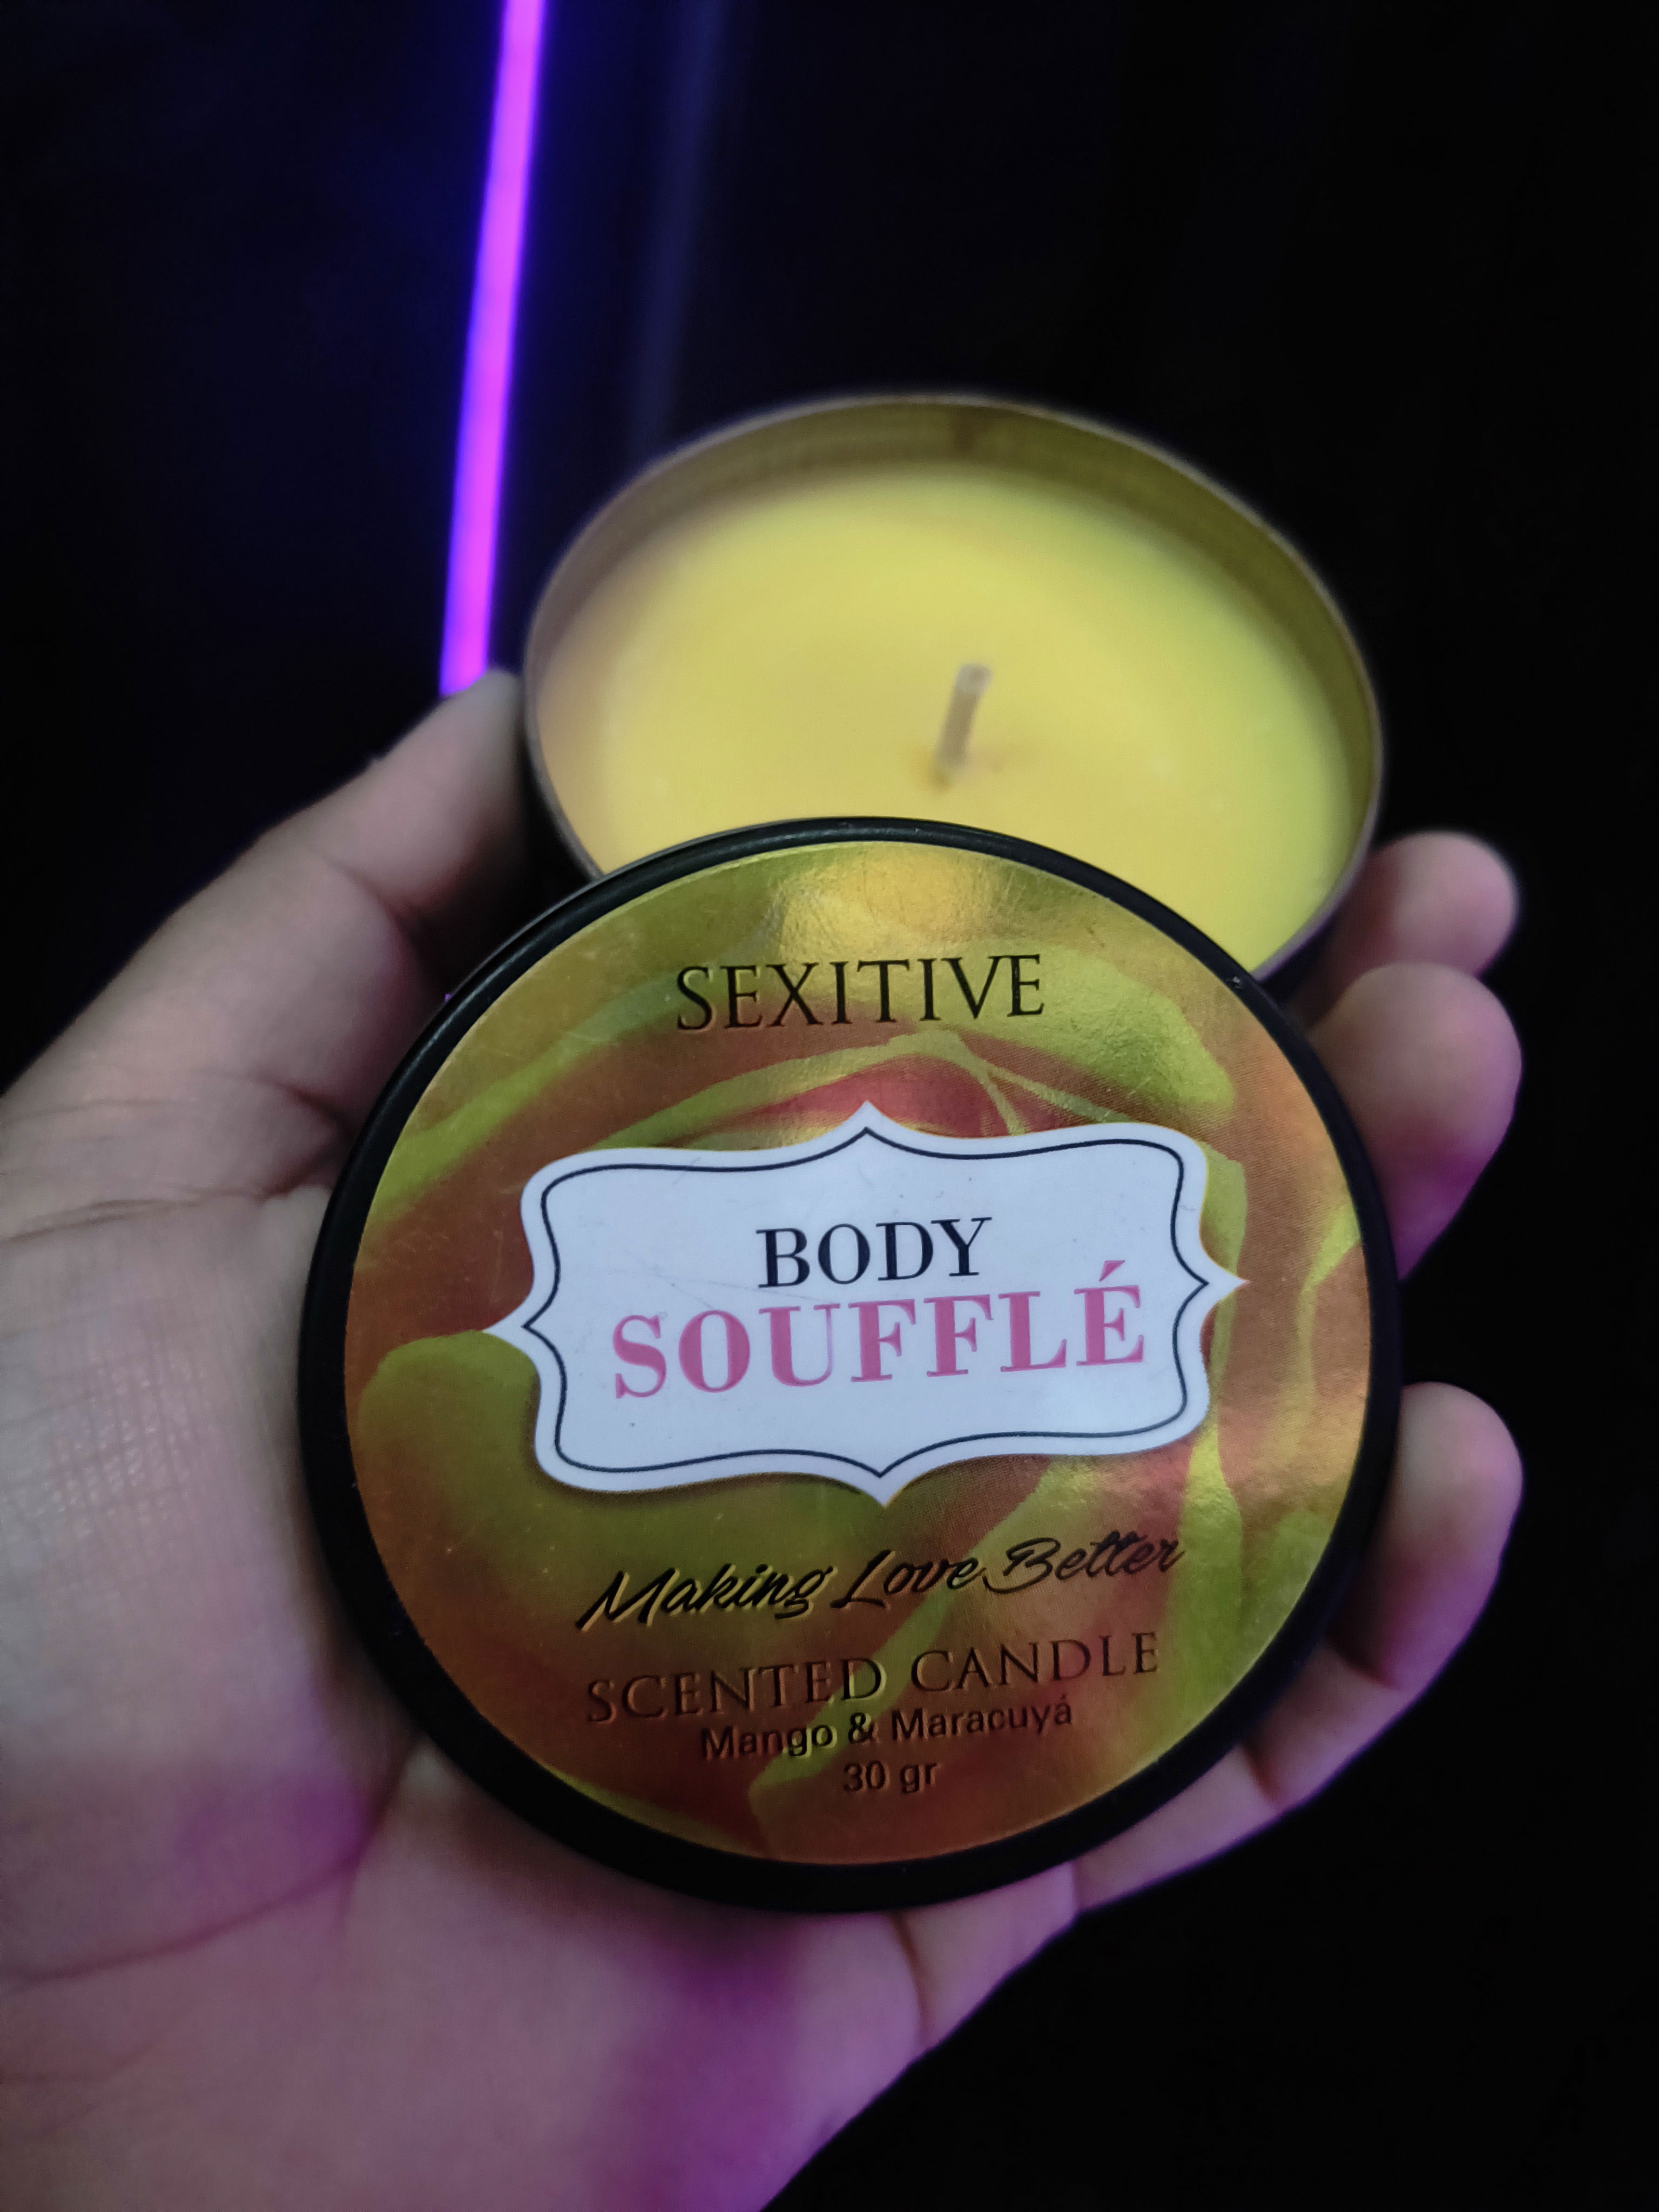 SEXITIVE
BODY
SOUFFLÉ
Making Love Better
SCENTED CANDLE
Mango & Maracuyá
30 gr